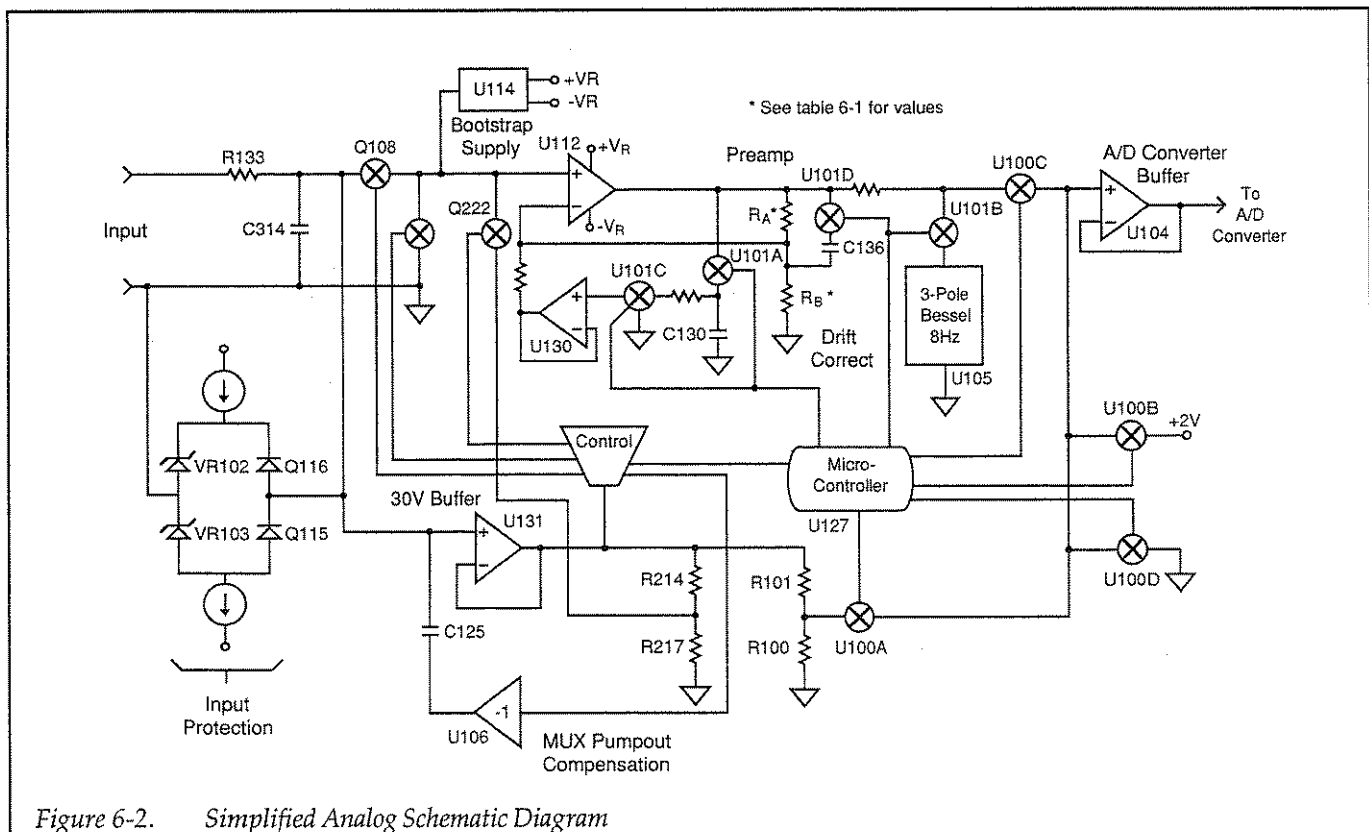 U114
+VR
-VR
Bootstrap
Supply
* See table 6-1 for values
R133
Q108
U112
+VR
-VR
Preamp
U101D
U100C
A/D Converter
Buffer
To
A/D
Converter
U104
Input
C314
Q222
RA*
C136
U101B
U101A
U101C
RB*
C130
U130
Drift
Correct
3-Pole
Bessel
8Hz
U105
U100B
+2V
Control
Micro-
Controller
U127
VR102
Q116
VR103
Q115
30V Buffer
U131
R214
R101
U100D
C125
R217
R100
U100A
Input
Protection
-1
U106
MUX Pumpout
Compensation
Figure 6-2. Simplified Analog Schematic Diagram